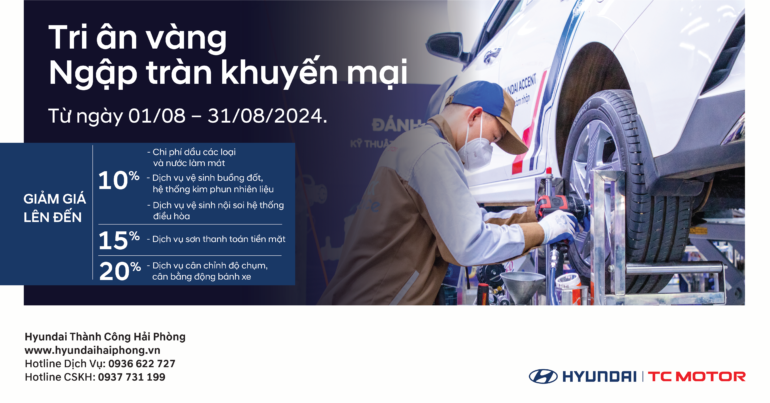 Tri ân vàng
Ngập tràn khuyến mại
Từ ngày 01/08 – 31/08/2024.
GIẢM GIÁ
LÊN ĐẾN
10%
- Chi phí dầu các loại
và nước làm mát
- Dịch vụ vệ sinh buồng đốt,
hệ thống kim phun nhiên liệu
- Dịch vụ vệ sinh nội soi hệ thống
điều hòa
15% - Dịch vụ sơn thanh toán tiền mặt
20% - Dịch vụ cân chỉnh độ chụm,
cân bằng động bánh xe
ĐÁNH
KỸ THUẬ
ACCENT
Hyundai Thành Công Hải Phòng
www.hyundaihaiphong.vn
Hotline Dịch Vụ: 0936 622 727
Hotline CSKH: 0937 731 199
HYUNDAI | TC MOTOR